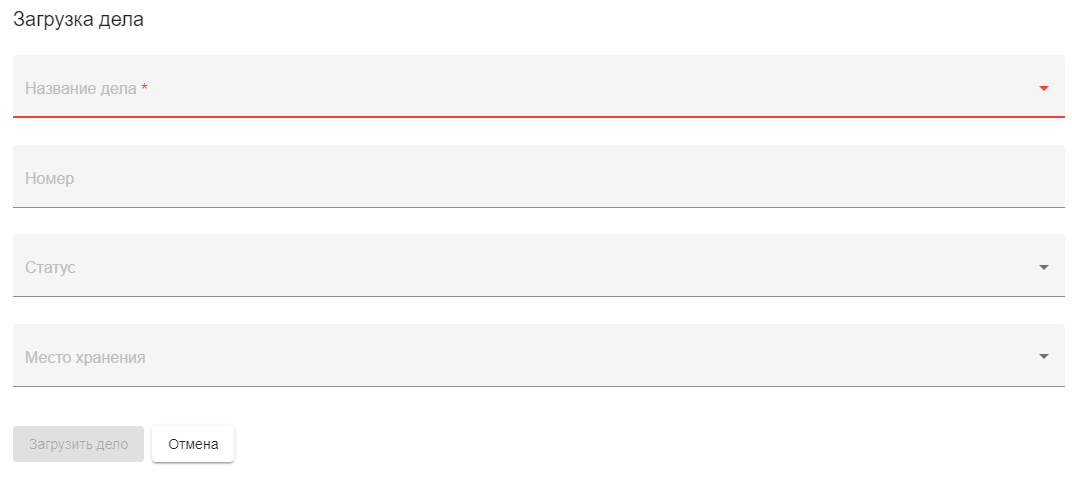 Загрузка дела
Название дела *
Номер
Статус
Место хранения
Загрузить дело Отмена